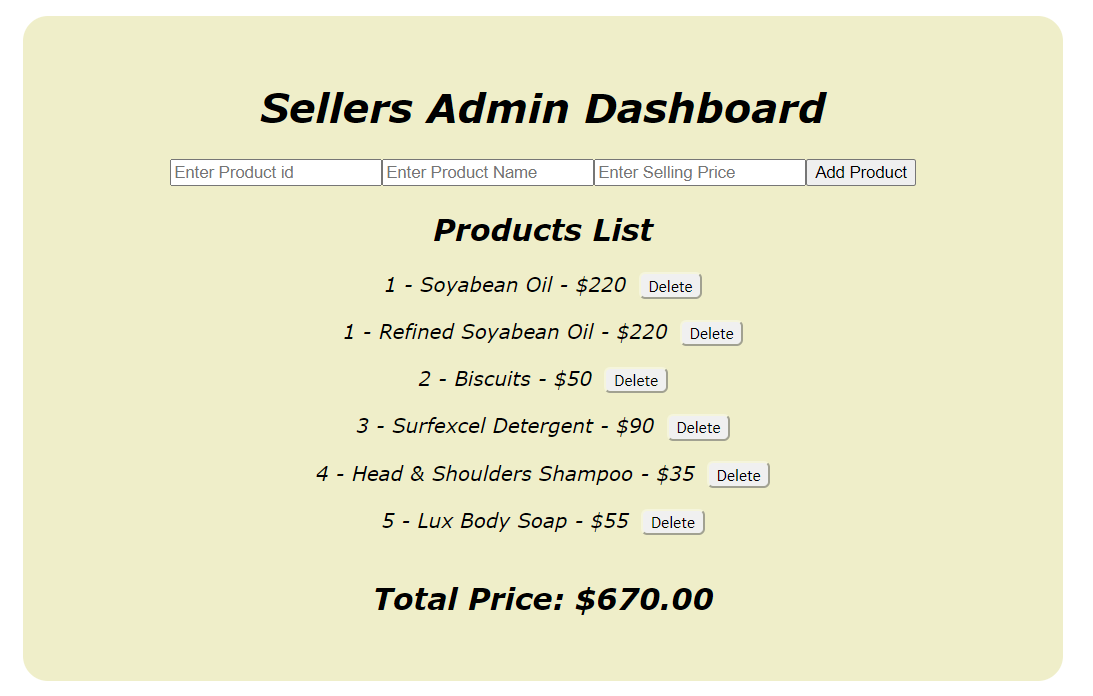 Sellers Admin Dashboard
Enter Product id Enter Product Name Enter Selling Price Add Product
Products List
1 - Soyabean Oil - $220 Delete
1 - Refined Soyabean Oil - $220 Delete
2 - Biscuits - $50 Delete
3 - Surfexcel Detergent - $90 Delete
4 - Head & Shoulders Shampoo - $35 Delete
5 - Lux Body Soap - $55 Delete
Total Price: $670.00